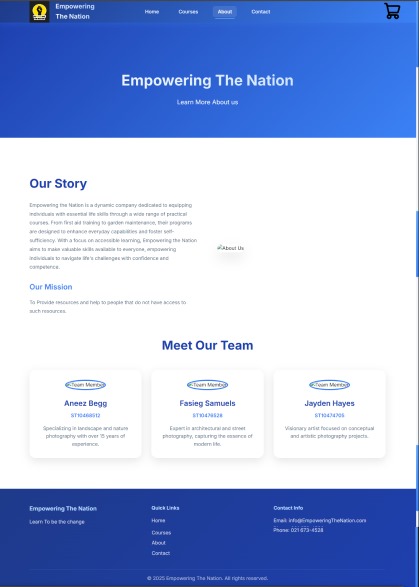 Empowering
The Nation
Home
Courses
About
Contact
Empowering The Nation
Learn More About us
Our Story
Empowering the Nation is a dynamic company dedicated to equipping
individuals with essential life skills through a wide range of practical
courses. From first aid training to garden maintenance, their programs
are designed to enhance everyday capabilities and foster self-
sufficiency. With a focus on accessible learning, Empowering the Nation
aims to make valuable skills available to everyone, empowering
individuals to navigate life's challenges with confidence and
competence.
About Us
Our Mission
To Provide resources and help to people that do not have access to
such resources.
Meet Our Team
Team Member
Team Member
Team Member
Aneez Begg
Fasieg Samuels
Jayden Hayes
ST10468512
ST10476528
ST10474705
Specializing in landscape and nature
photography with over 15 years of
experience.
Expert in architectural and street
photography, capturing the essence of
modern life.
Visionary artist focused on conceptual
and artistic photography projects.
Empowering The Nation
Learn To be the change
Quick Links
Home
Courses
About
Contact
Contact Info
Email: info@EmpoweringTheNation.com
Phone: 021 673-4528
© 2025 Empowering The Nation. All rights reserved.